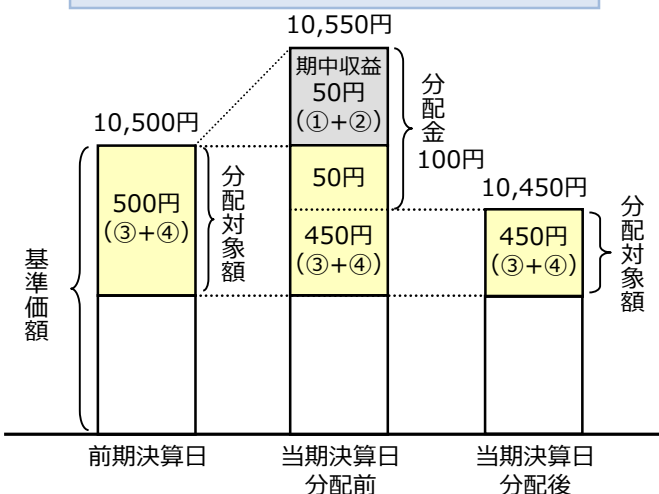 10,550円
期中収益
50円
(①+②)
分配金
100円
10,500円
500円
(③+④)
分配対象額
50円
450円
(③+④)
10,450円
450円
(③+④)
分配対象額
基準価額
前期決算日
当期決算日
分配前
当期決算日
分配後